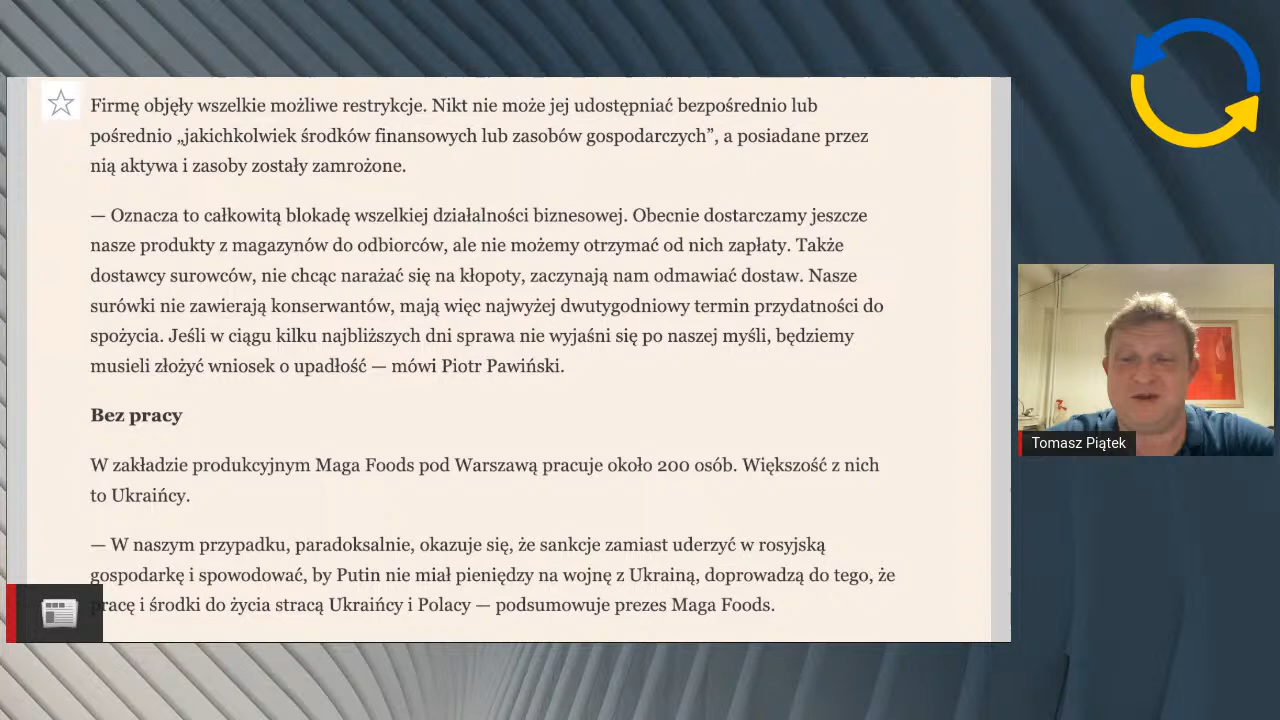 Firmę objęły wszelkie możliwe restrykcje. Nikt nie może jej udostępniać bezpośrednio lub
pośrednio „jakichkolwiek środków finansowych lub zasobów gospodarczych”, a posiadane przez
nią aktywa i zasoby zostały zamrożone.
— Oznacza to całkowitą blokadę wszelkiej działalności biznesowej. Obecnie dostarczamy jeszcze
nasze produkty z magazynów do odbiorców, ale nie możemy otrzymać od nich zapłaty. Także
dostawcy surowców, nie chcąc narażać się na kłopoty, zaczynają nam odmawiać dostaw. Nasze
surówki nie zawierają konserwantów, mają więc najwyżej dwutygodniowy termin przydatności do
spożycia. Jeśli w ciągu kilku najbliższych dni sprawa nie wyjaśni się po naszej myśli, będziemy
musieli złożyć wniosek o upadłość — mówi Piotr Pawiński.
Bez pracy
W zakładzie produkcyjnym Maga Foods pod Warszawą pracuje około 200 osób. Większość z nich
to Ukraińcy.
— W naszym przypadku, paradoksalnie, okazuje się, że sankcje zamiast uderzyć w rosyjską
gospodarkę i spowodować, by Putin nie miał pieniędzy na wojnę z Ukrainą, doprowadzą do tego, że
pracę i środki do życia stracą Ukraińcy i Polacy — podsumowuje prezes Maga Foods.
Tomasz Piątek